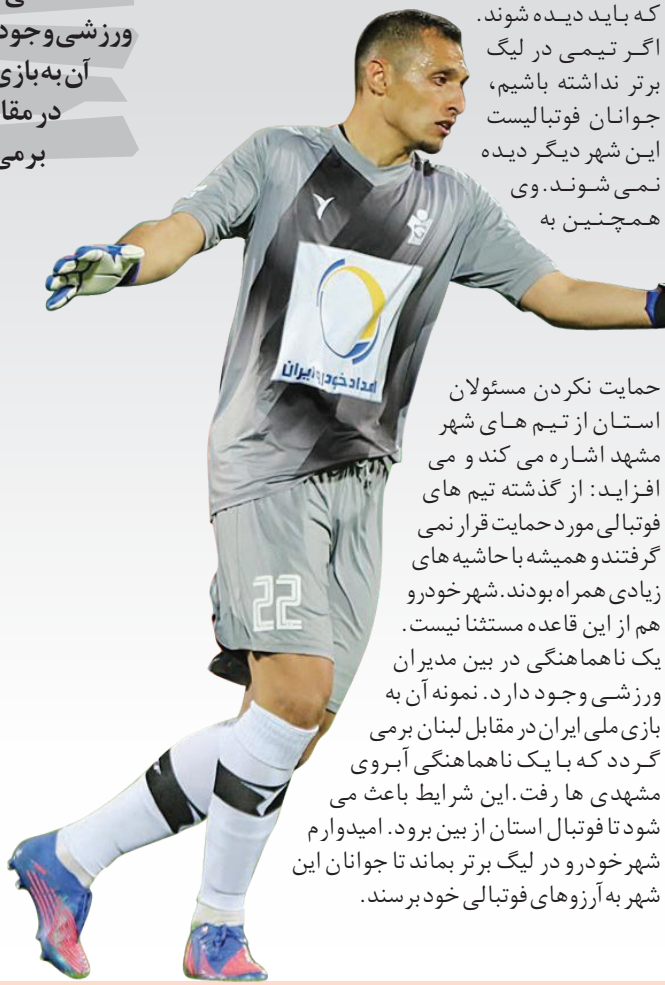 که باید دیده شوند.
اگر تیمی در لیگ
برتر نداشته باشیم،
جوانان فوتبالیست
این شهر دیگر دیده
نمی شوند. وی
همچنین به
حمایت نکردن مسئولان
استان از تیم های شهر
مشهد اشاره می کند و می
افزاید: از گذشته تیم های
فوتبالی مورد حمایت قرار نمی
گرفتند و همیشه با حاشیه های
زیادی همراه بودند. شهرخودرو
هم از این قاعده مستثنا نیست.
یک ناهماهنگی در بین مدیران
ورزشی وجود دارد. نمونه آن به
بازی ملی ایران در مقابل لبنان برمی
گردد که با یک ناهماهنگی آبروی
مشهدی ها رفت. این شرایط باعث می
شود تا فوتبال استان از بین برود. امیدوارم
شهرخودرو در لیگ برتر بماند تا جوانان این
شهر به آرزوهای فوتبالی خود برسند.
ورزشی وجود
آن به بازی
در مقا
برمی
امداد خودرو ایران
22